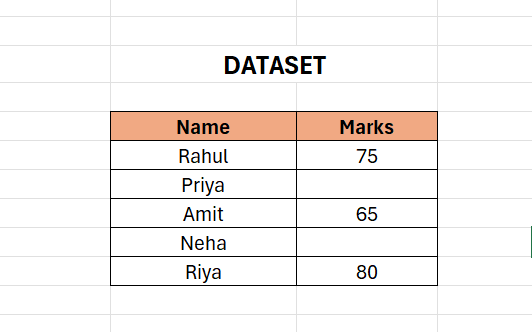 DATASET
Name Marks
Rahul 75
Priya
Amit 65
Neha
Riya 80